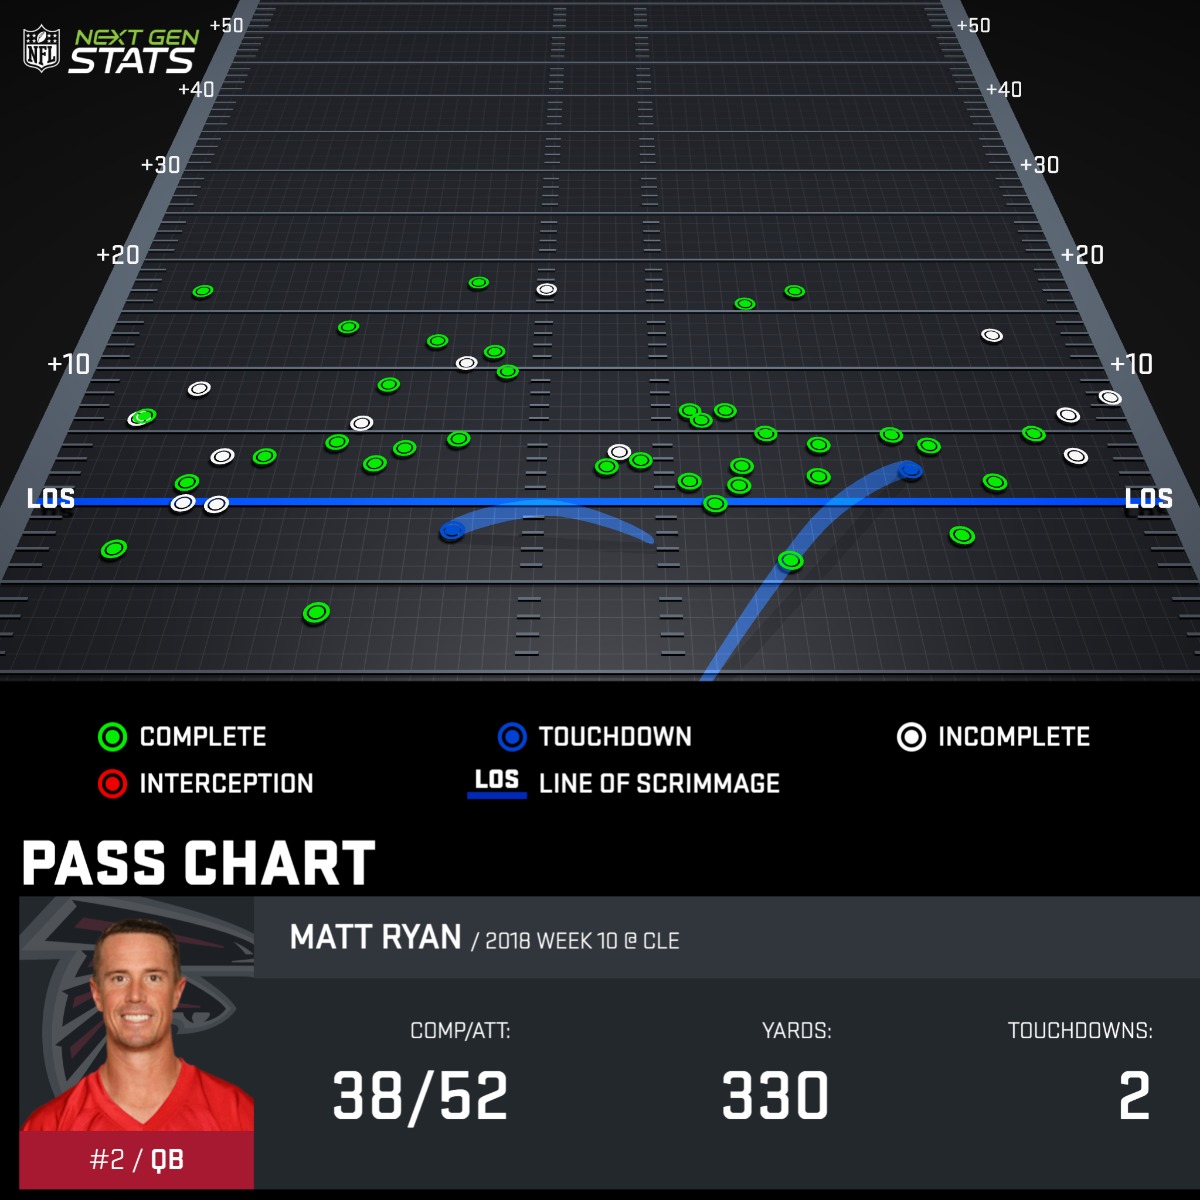 NFL NEXT GEN
STATS
+50 +50
+40 +40
+30 +30
+20 +20
+10 +10
LOS LOS
COMPLETE TOUCHDOWN INCOMPLETE
INTERCEPTION LOS LINE OF SCRIMMAGE
PASS CHART
MATT RYAN / 2018 WEEK 10 @ CLE
COMP/ATT: YARDS: TOUCHDOWNS:
38/52 330 2
#2 / QB